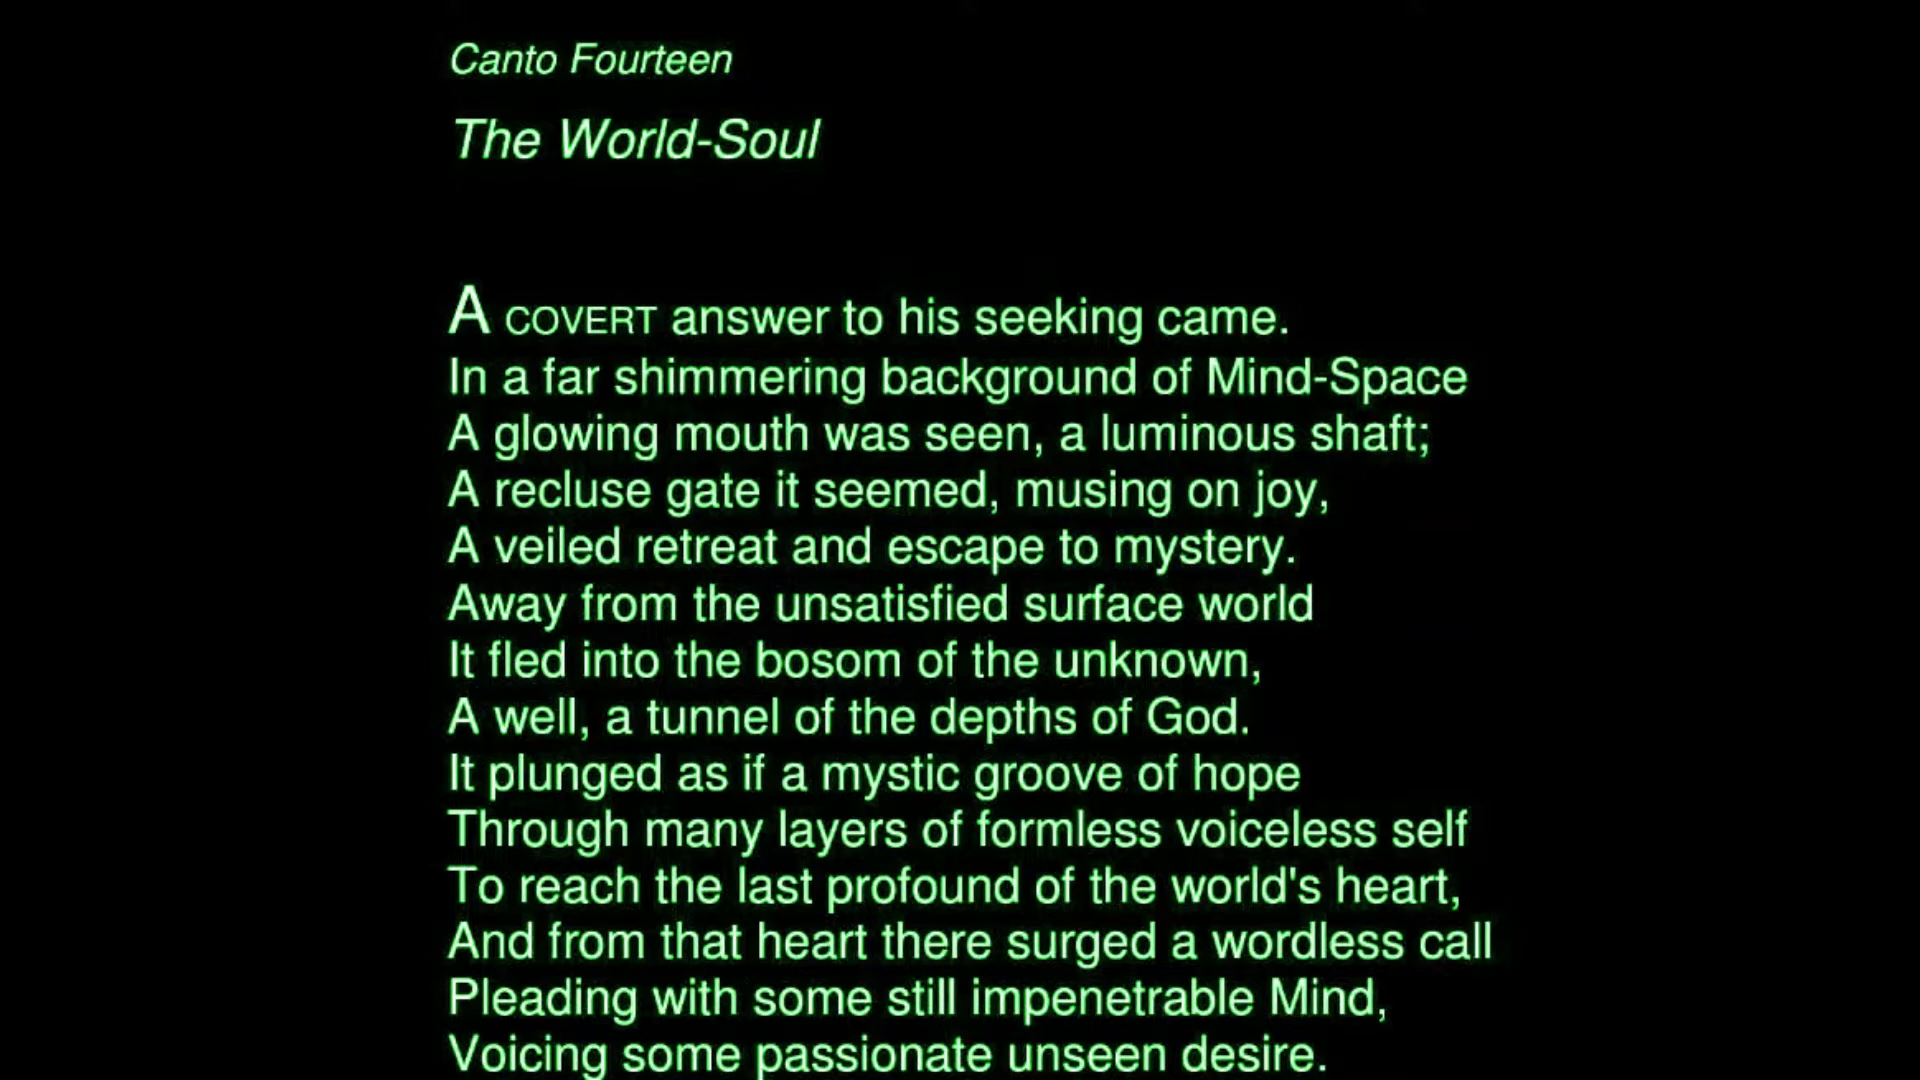 Canto Fourteen
The World-Soul
A COVERT answer to his seeking came.
In a far shimmering background of Mind-Space
A glowing mouth was seen, a luminous shaft;
A recluse gate it seemed, musing on joy,
A veiled retreat and escape to mystery.
Away from the unsatisfied surface world
It fled into the bosom of the unknown,
A well, a tunnel of the depths of God.
It plunged as if a mystic groove of hope
Through many layers of formless voiceless self
To reach the last profound of the world's heart,
And from that heart there surged a wordless call
Pleading with some still impenetrable Mind,
Voicing some passionate unseen desire.